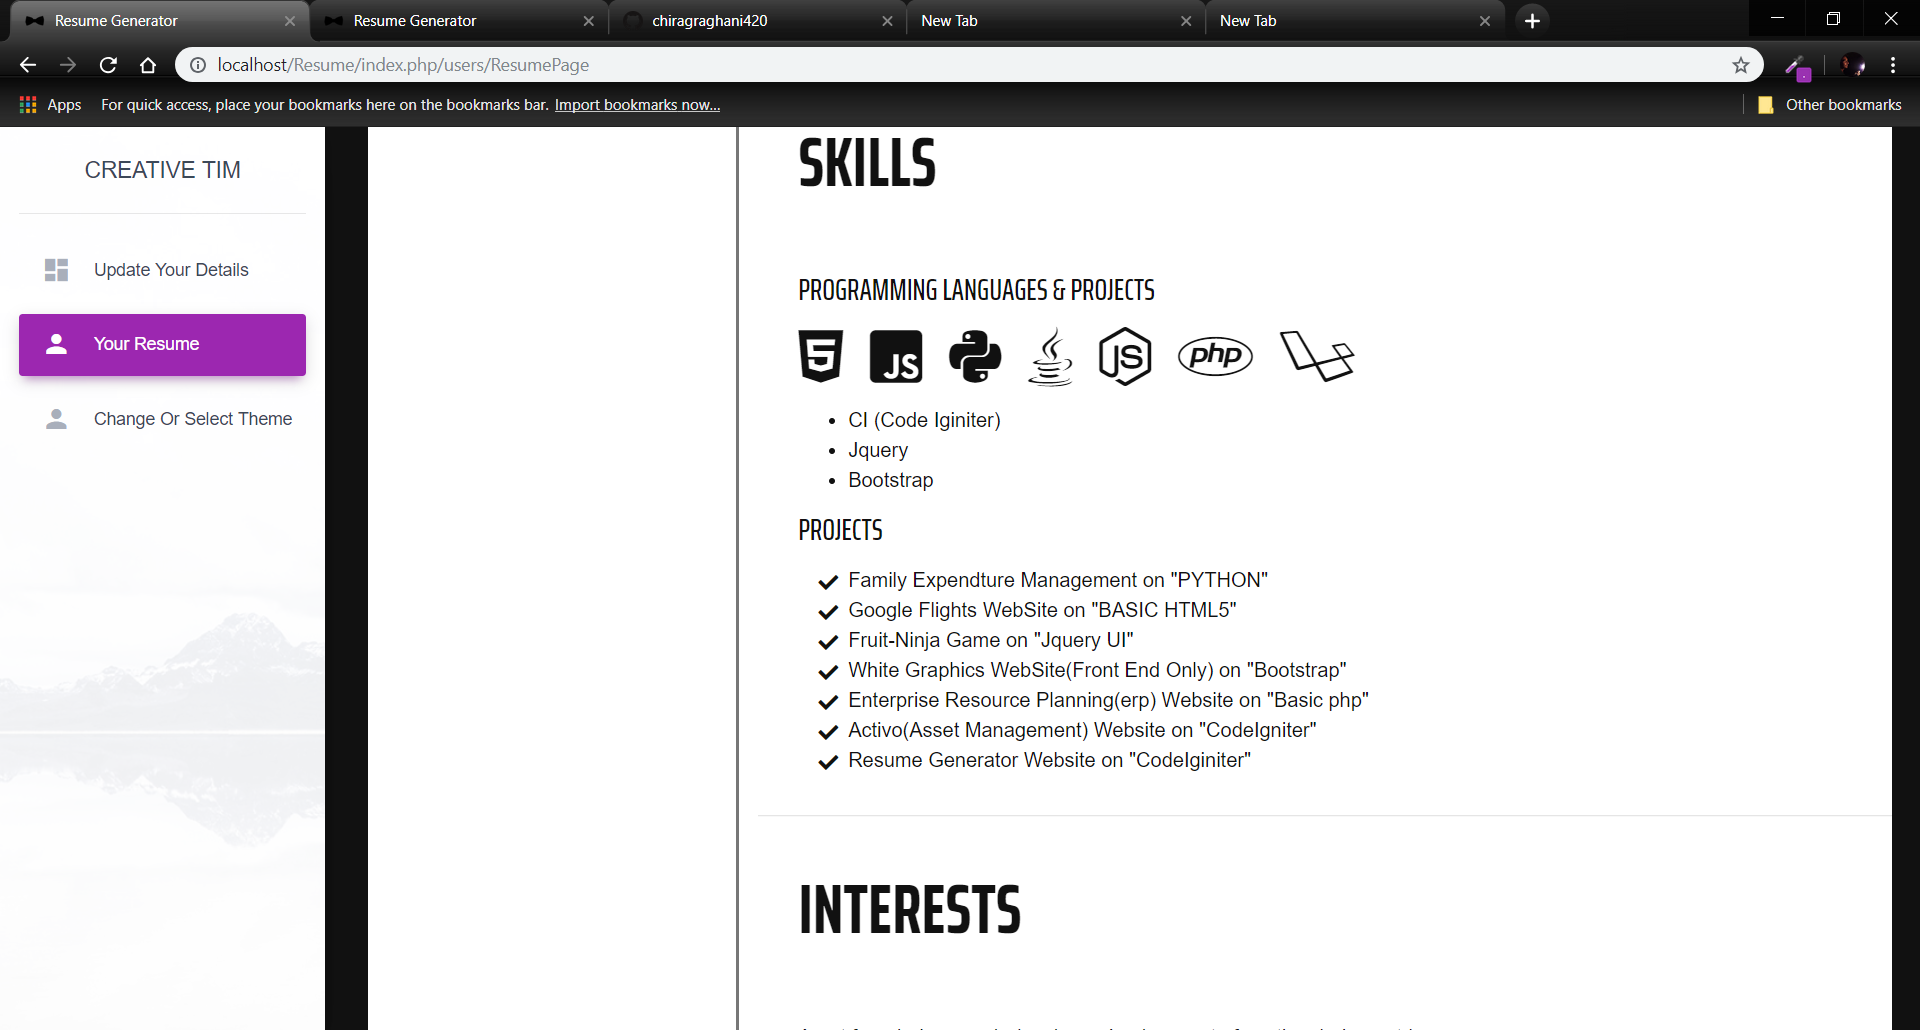 Resume Generator
Resume Generator
chiragraghani420
New Tab
New Tab
localhost/Resume/index.php/users/ResumePage
Apps
For quick access, place your bookmarks here on the bookmarks bar. Import bookmarks now...
Other bookmarks
CREATIVE TIM
Update Your Details
Your Resume
Change Or Select Theme
SKILLS
PROGRAMMING LANGUAGES & PROJECTS
5
JS
JS
php
CI (Code Iginiter)
Jquery
Bootstrap
PROJECTS
Family Expendture Management on "PYTHON"
Google Flights WebSite on "BASIC HTML5"
Fruit-Ninja Game on "Jquery UI"
White Graphics WebSite(Front End Only) on "Bootstrap"
Enterprise Resource Planning(erp) Website on "Basic php"
Activo(Asset Management) Website on "CodeIgniter"
Resume Generator Website on "CodeIginiter"
INTERESTS